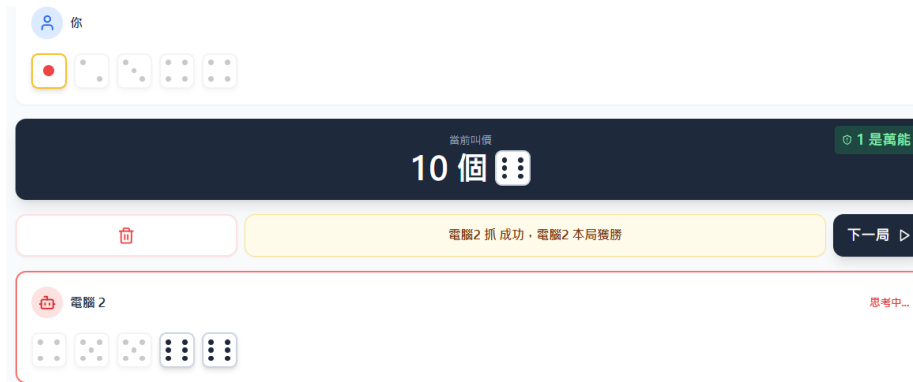 你
當前叫價
1 是萬能
10 個
電腦2 抓 成功，電腦2 本局獲勝
下一局
電腦 2
思考中...